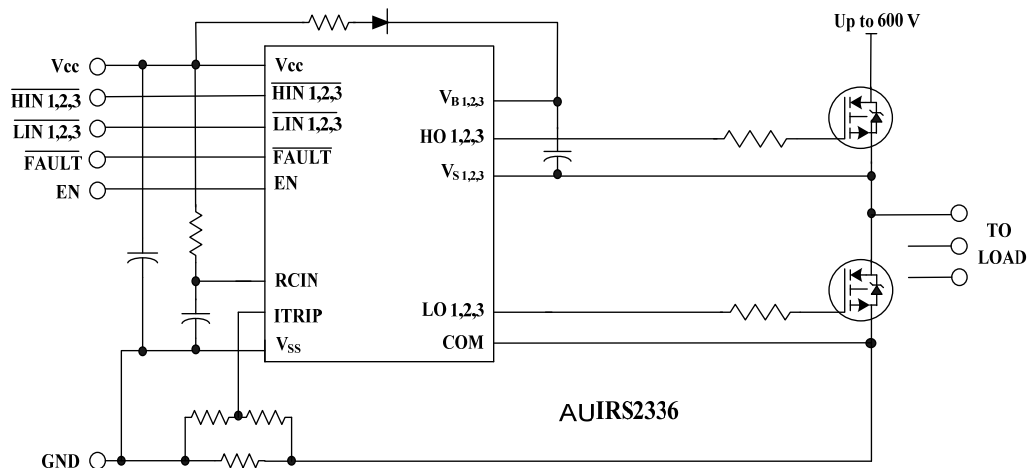 Up to 600 V
Vcc
HIN 1,2,3
LIN 1,2,3
FAULT
EN
Vcc
HIN 1,2,3
LIN 1,2,3
FAULT
EN
RCIN
ITRIP
VSS
VB 1,2,3
HO 1,2,3
VS 1,2,3
LO 1,2,3
COM
TO
LOAD
AUIRS2336
GND